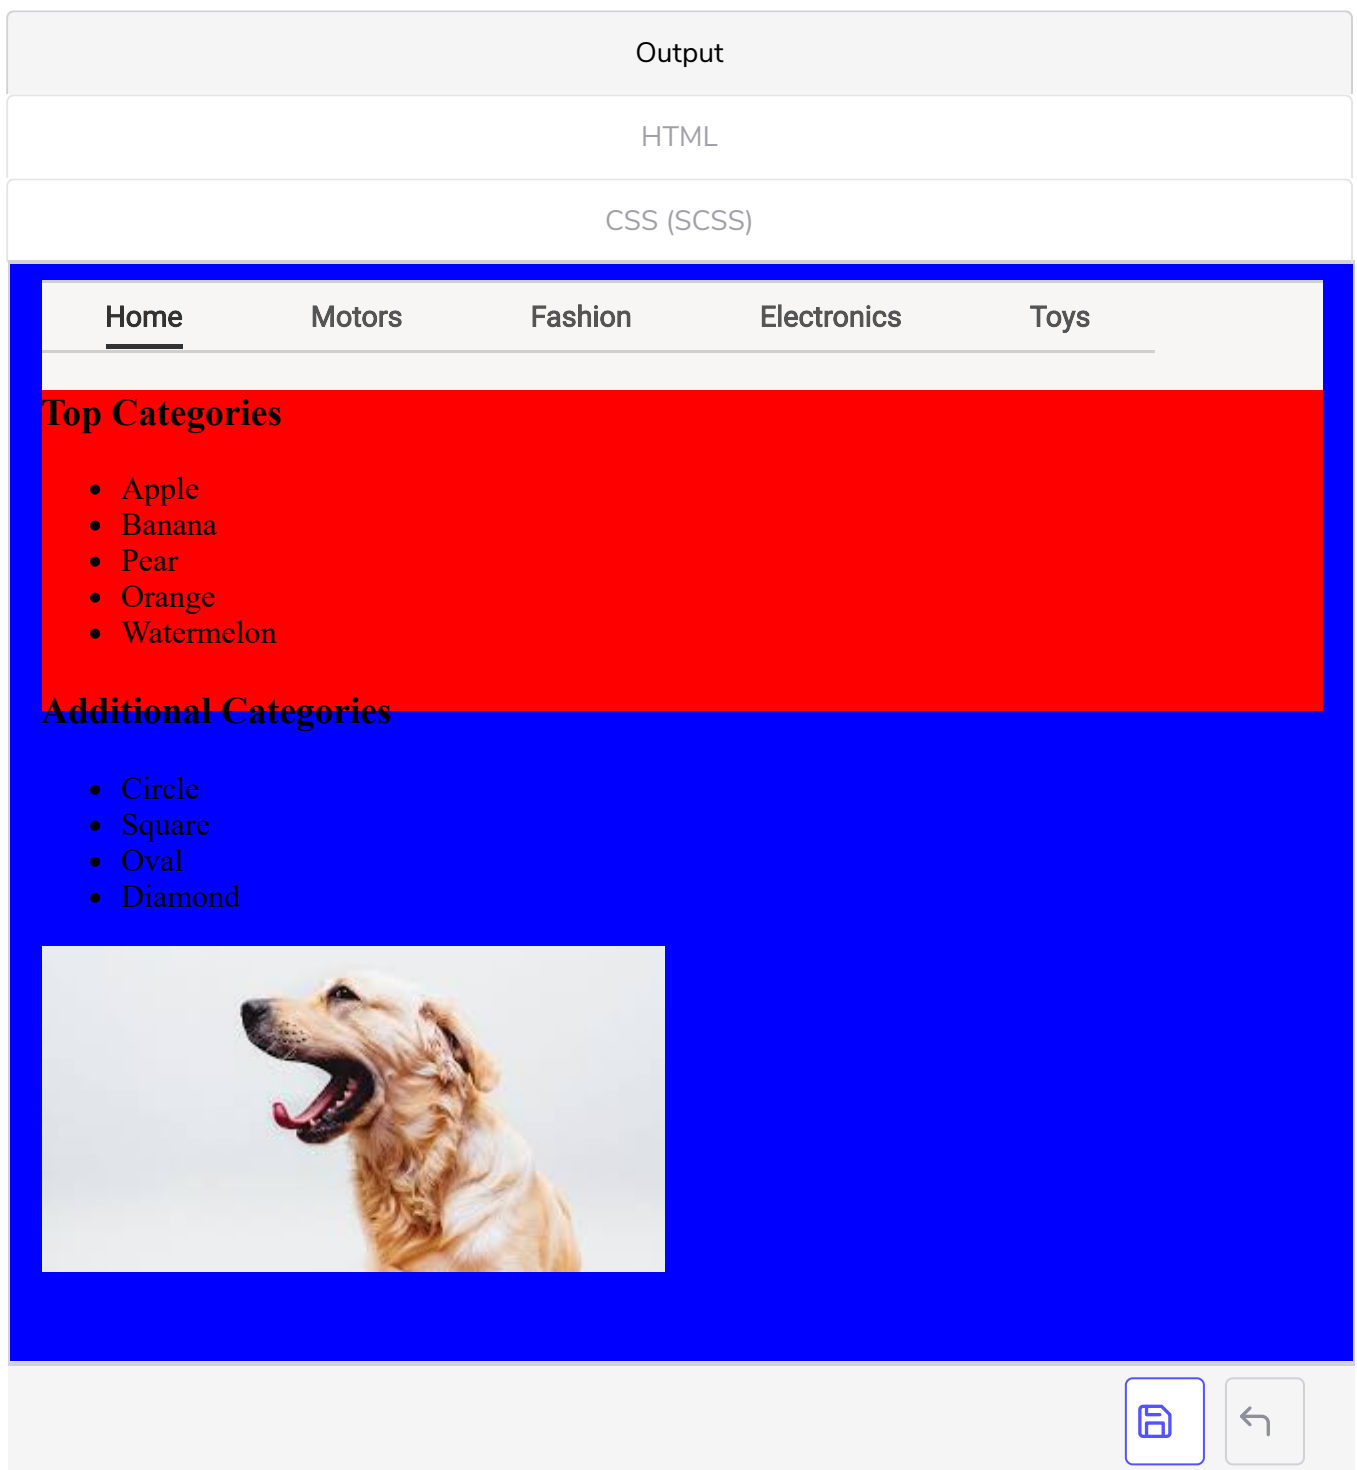 Output
HTML
CSS (SCSS)
Home Motors Fashion Electronics Toys
Top Categories
Apple
Banana
Pear
Orange
Watermelon
Additional Categories
Circle
Square
Oval
Diamond